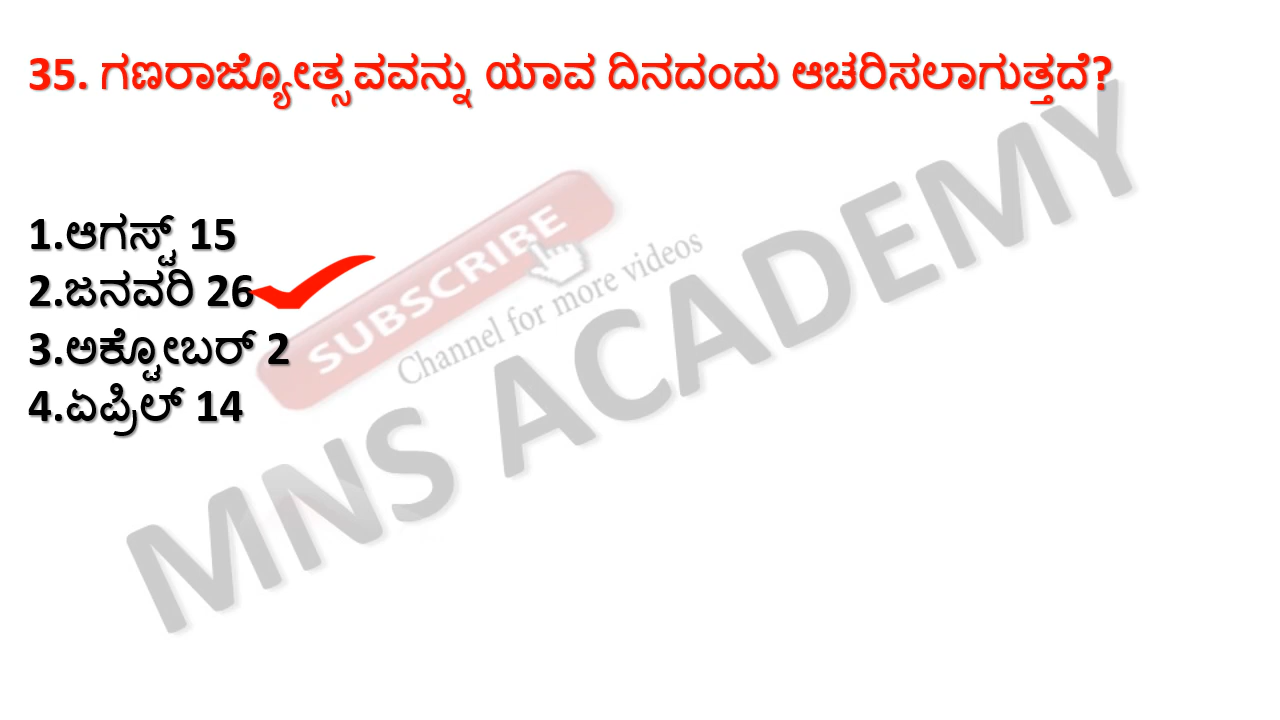 35. ಗಣರಾಜ್ಯೋತ್ಸವವನ್ನು ಯಾವ ದಿನದಂದು ಆಚರಿಸಲಾಗುತ್ತದೆ?
1.ಆಗಸ್ಟ್ 15
2.ಜನವರಿ 26
3.ಅಕ್ಟೋಬರ್ 2
4.ಏಪ್ರಿಲ್ 14
SUBSCRIBE
Channel for more videos
MNS ACADEMY